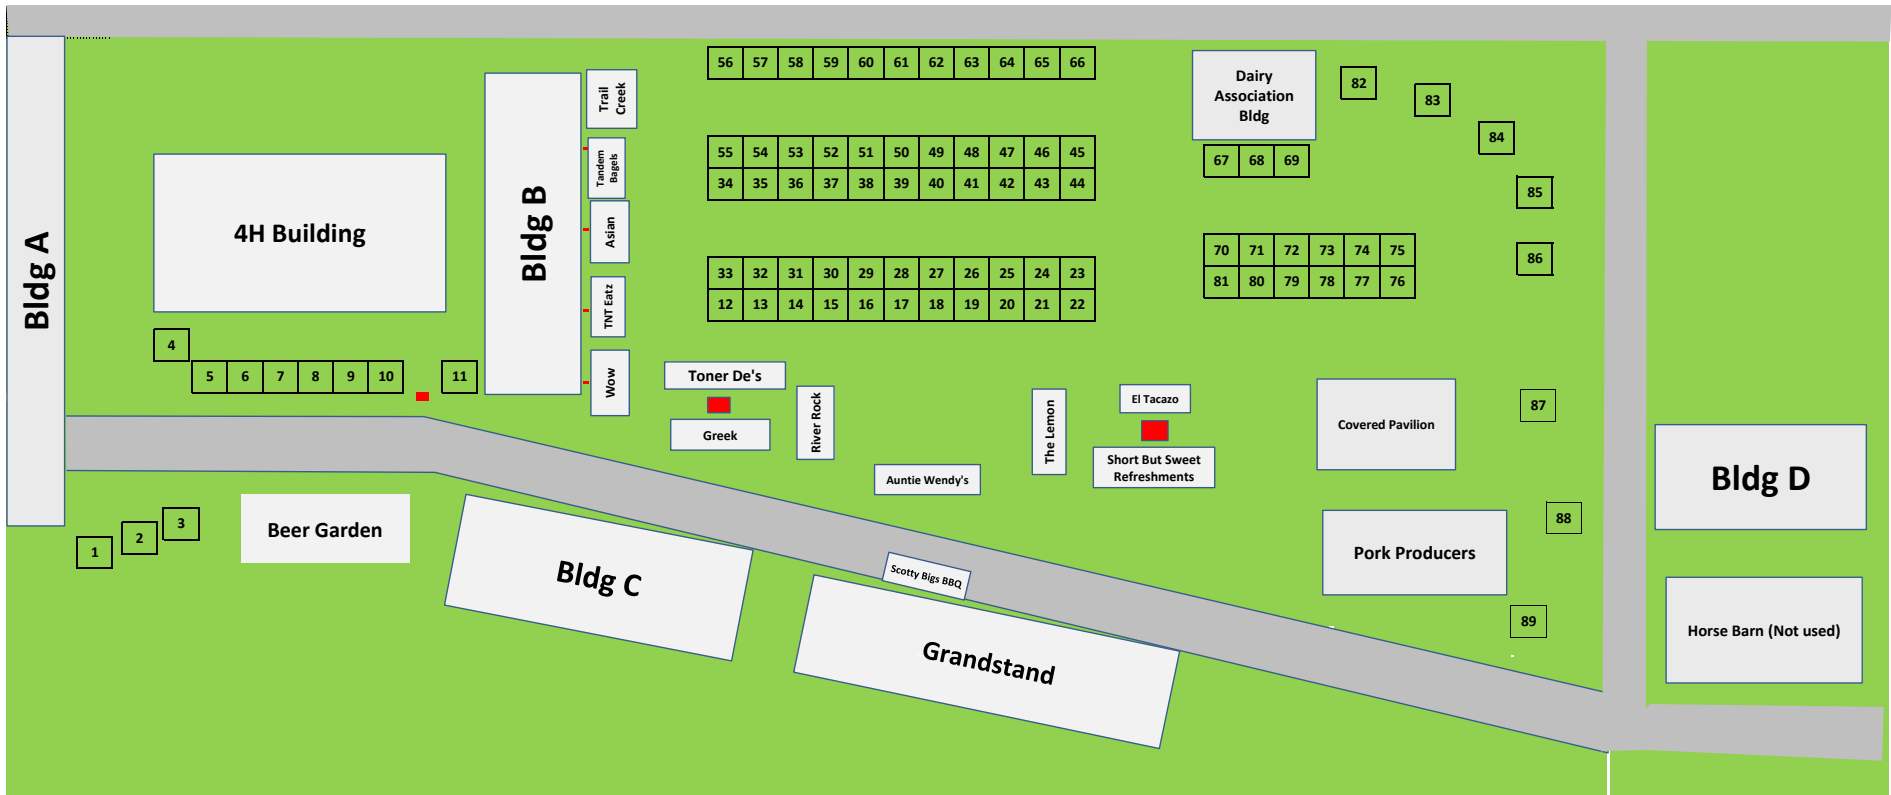 56 57 58 59 60 61 62 63 64 65 66
Dairy
Association
Bldg
82
83
84
Trail
Creek
55 54 53 52 51 50 49 48 47 46 45
34 35 36 37 38 39 40 41 42 43 44
67 68 69
Tandem
Bagels
85
Bldg A
4H Building
Bldg B
Asian
70 71 72 73 74 75
81 80 79 78 77 76
86
33 32 31 30 29 28 27 26 25 24 23
12 13 14 15 16 17 18 19 20 21 22
TNT Eatz
4
5 6 7 8 9 10
11
Wow
Toner De's
Greek
River Rock
Auntie Wendy's
The Lemon
El Tacazo
Short But Sweet
Refreshments
Covered Pavilion
87
Bldg D
1
2
3
Beer Garden
Bldg C
Scotty Bigs BBQ
Grandstand
Pork Producers
88
89
Horse Barn (Not used)